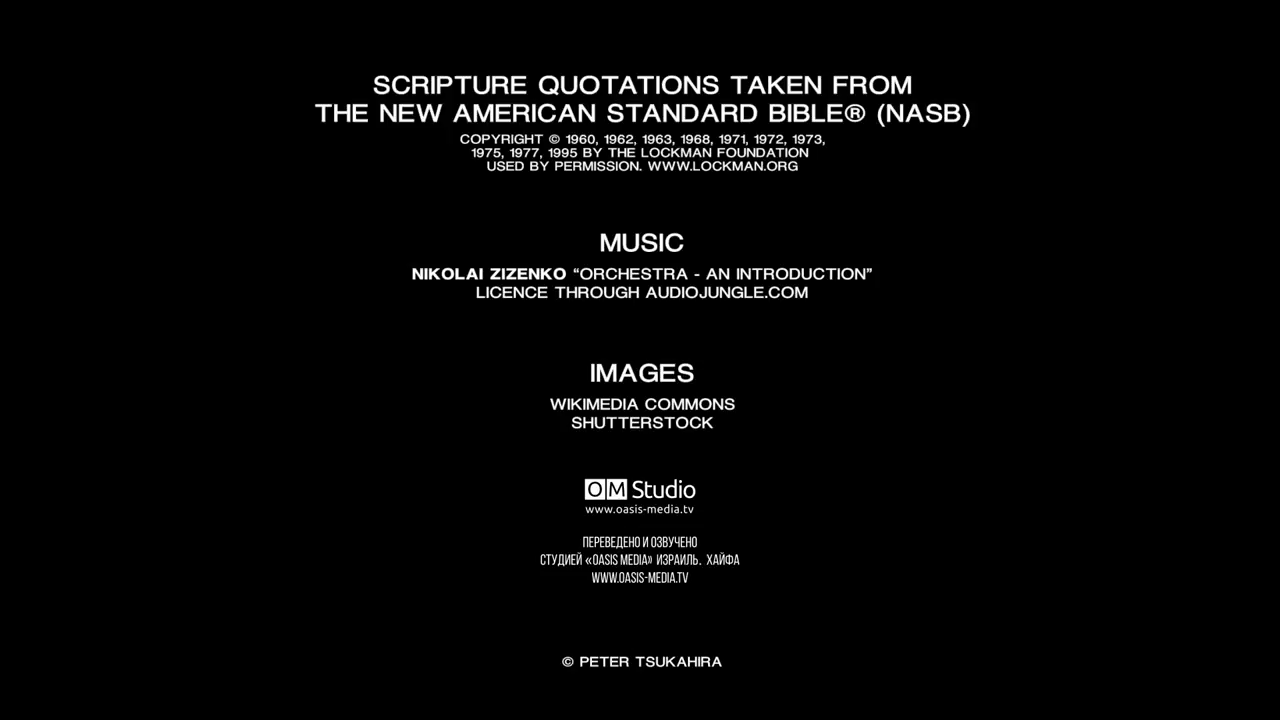 SCRIPTURE QUOTATIONS TAKEN FROM
THE NEW AMERICAN STANDARD BIBLE® (NASB)
COPYRIGHT © 1960, 1962, 1963, 1968, 1971, 1972, 1973,
1975, 1977, 1995 BY THE LOCKMAN FOUNDATION
USED BY PERMISSION. WWW.LOCKMAN.ORG
MUSIC
NIKOLAI ZIZENKO “ORCHESTRA - AN INTRODUCTION”
LICENCE THROUGH AUDIOJUNGLE.COM
IMAGES
WIKIMEDIA COMMONS
SHUTTERSTOCK
OM Studio
www.oasis-media.tv
ПЕРЕВЕДЕНО И ОЗВУЧЕНО
СТУДИЕЙ «OASIS MEDIA» ИЗРАИЛЬ. ХАЙФА
WWW.OASIS-MEDIA.TV
© PETER TSUKAHIRA